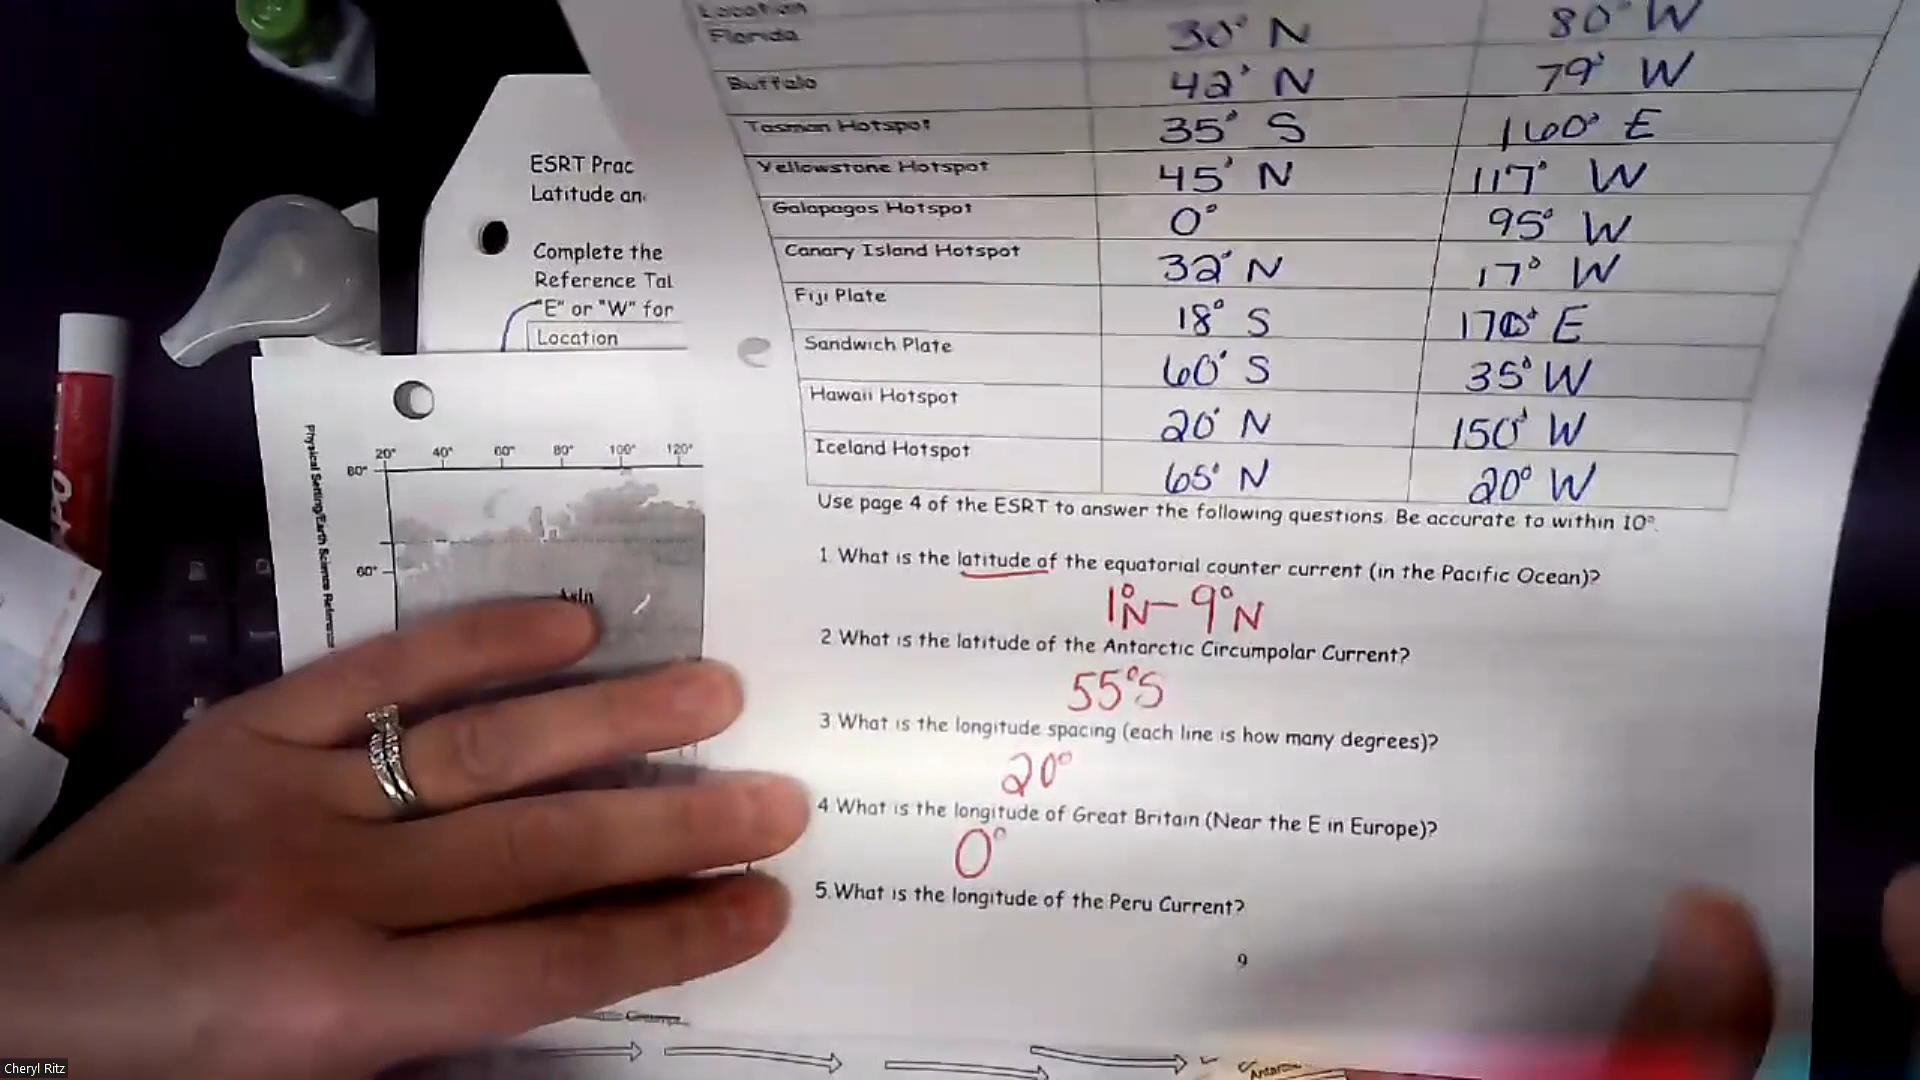 Location
Florida 30° N 80° W
Buffalo 42° N 79° W
Tasman Hotspot 35° S 160° E
Yellowstone Hotspot 45° N 117° W
Galapagos Hotspot 0° 95° W
Canary Island Hotspot 32° N 17° W
Fiji Plate 18° S 170° E
Sandwich Plate 60° S 35° W
Hawaii Hotspot 20° N 150° W
Iceland Hotspot 65° N 20° W
Use page 4 of the ESRT to answer the following questions. Be accurate to within 10°.
1. What is the latitude of the equatorial counter current (in the Pacific Ocean)?
1°N - 9°N
2. What is the latitude of the Antarctic Circumpolar Current?
55°S
3. What is the longitude spacing (each line is how many degrees)?
20°
4. What is the longitude of Great Britain (Near the E in Europe)?
0°
5. What is the longitude of the Peru Current?
9
ESRT Prac
Latitude an
Complete the
Reference Tal
"E" or "W" for
Location
Physical Setting/Earth Science Reference
20° 40° 60° 80° 100° 120°
80°
60°
Asia
Cheryl Ritz